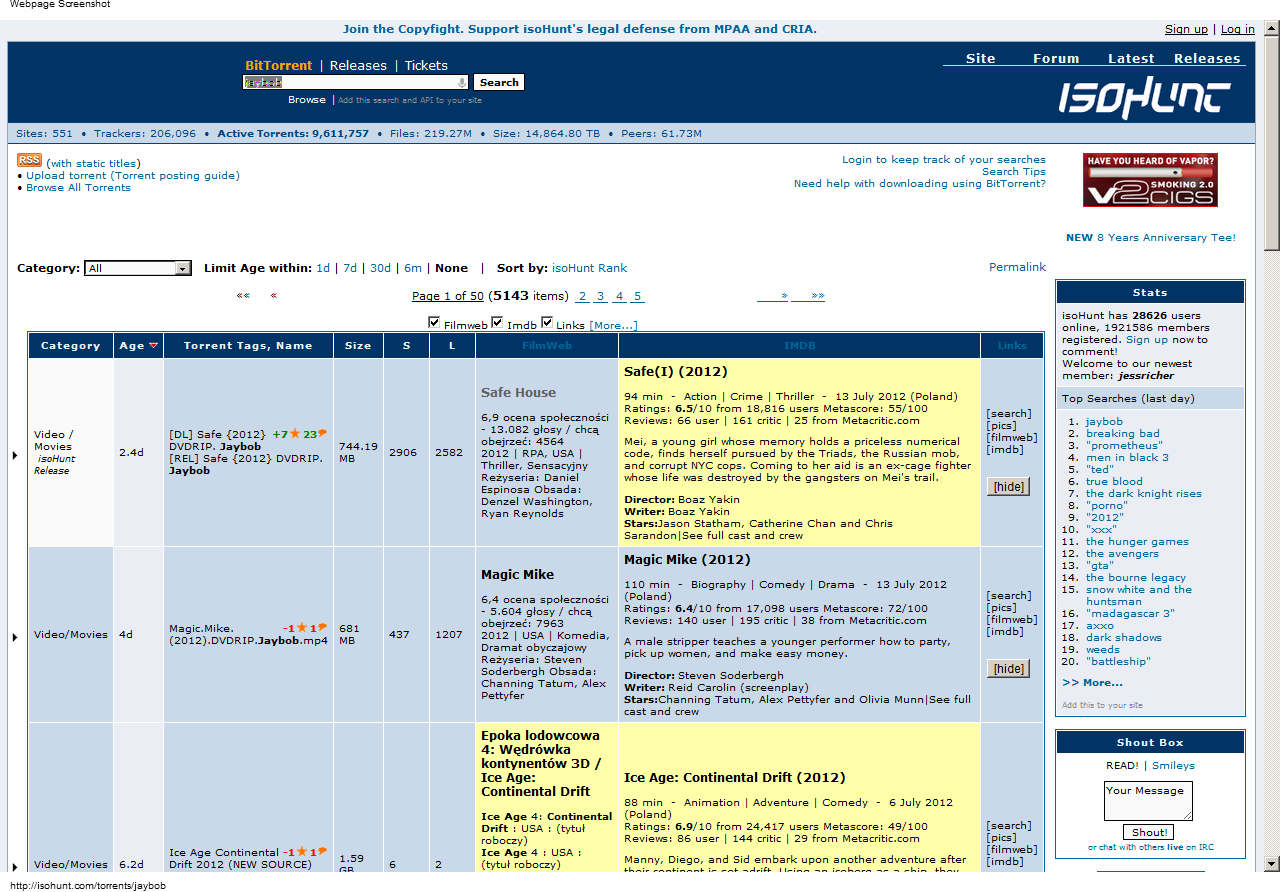 Webpage Screenshot
Join the Copyfight. Support isoHunt's legal defense from MPAA and CRIA.
Sign up | Log in
BitTorrent | Releases | Tickets
Site Forum Latest Releases
jaybob Search
Browse | Add this search and API to your site
isoHunt
Sites: 551 • Trackers: 206,096 • Active Torrents: 9,611,757 • Files: 219.27M • Size: 14,864.80 TB • Peers: 61.73M
RSS (with static titles)
• Upload torrent (Torrent posting guide)
• Browse All Torrents
Login to keep track of your searches
Search Tips
Need help with downloading using BitTorrent?
HAVE YOU HEARD OF VAPOR?
SMOKING 2.0
V2CIGS
NEW 8 Years Anniversary Tee!
Category: All Limit Age within: 1d | 7d | 30d | 6m | None | Sort by: isoHunt Rank
Permalink
«« « Page 1 of 50 (5143 items) 2 3 4 5 » »»
Filmweb Imdb Links [More...]
Category Age Torrent Tags, Name Size S L FilmWeb IMDB Links
Video /
Movies
isoHunt
Release
2.4d
[DL] Safe {2012} +7 23
DVDRIP. Jaybob
[REL] Safe {2012} DVDRIP.
Jaybob
744.19
MB
2906
2582
Safe House
6,9 ocena społeczności
- 13.082 głosy / chcą
obejrzeć: 4564
2012 | RPA, USA |
Thriller, Sensacyjny
Reżyseria: Daniel
Espinosa Obsada:
Denzel Washington,
Ryan Reynolds
Safe(I) (2012)
94 min - Action | Crime | Thriller - 13 July 2012 (Poland)
Ratings: 6.5/10 from 18,816 users Metascore: 55/100
Reviews: 66 user | 161 critic | 25 from Metacritic.com
Mei, a young girl whose memory holds a priceless numerical
code, finds herself pursued by the Triads, the Russian mob,
and corrupt NYC cops. Coming to her aid is an ex-cage fighter
whose life was destroyed by the gangsters on Mei's trail.
Director: Boaz Yakin
Writer: Boaz Yakin
Stars:Jason Statham, Catherine Chan and Chris
Sarandon|See full cast and crew
[search]
[pics]
[filmweb]
[imdb]
[hide]
Video/Movies
4d
Magic.Mike. -1 1
(2012).DVDRIP.Jaybob.mp4
681
MB
437
1207
Magic Mike
6,4 ocena społeczności
- 5.604 głosy / chcą
obejrzeć: 7963
2012 | USA | Komedia,
Dramat obyczajowy
Reżyseria: Steven
Soderbergh Obsada:
Channing Tatum, Alex
Pettyfer
Magic Mike (2012)
110 min - Biography | Comedy | Drama - 13 July 2012
(Poland)
Ratings: 6.4/10 from 17,098 users Metascore: 72/100
Reviews: 140 user | 195 critic | 38 from Metacritic.com
A male stripper teaches a younger performer how to party,
pick up women, and make easy money.
Director: Steven Soderbergh
Writer: Reid Carolin (screenplay)
Stars:Channing Tatum, Alex Pettyfer and Olivia Munn|See full
cast and crew
[search]
[pics]
[filmweb]
[imdb]
[hide]
Video/Movies
6.2d
Ice Age Continental -1 1
Drift 2012 (NEW SOURCE)
1.59
GB
6
2
Epoka lodowcowa
4: Wędrówka
kontynentów 3D /
Ice Age:
Continental Drift
Ice Age 4: Continental
Drift : USA : (tytuł
roboczy)
Ice Age 4 : USA :
(tytuł roboczy)
Ice Age: Continental Drift (2012)
88 min - Animation | Adventure | Comedy - 6 July 2012
(Poland)
Ratings: 6.9/10 from 24,417 users Metascore: 49/100
Reviews: 86 user | 144 critic | 29 from Metacritic.com
Manny, Diego, and Sid embark upon another adventure after
their continent is set adrift. Using an iceberg as a ship, they
[search]
[pics]
[filmweb]
[imdb]
Stats
isoHunt has 28626 users
online, 1921586 members
registered. Sign up now to
comment!
Welcome to our newest
member: jessricher
Top Searches (last day)
1. jaybob
2. breaking bad
3. "prometheus"
4. men in black 3
5. "ted"
6. true blood
7. the dark knight rises
8. "porno"
9. "2012"
10. "xxx"
11. the hunger games
12. the avengers
13. "gta"
14. the bourne legacy
15. snow white and the
huntsman
16. "madagascar 3"
17. axxo
18. dark shadows
19. weeds
20. "battleship"
>> More...
Add this to your site
Shout Box
READ! | Smileys
Your Message
Shout!
or chat with others live on IRC
http://isohunt.com/torrents/jaybob